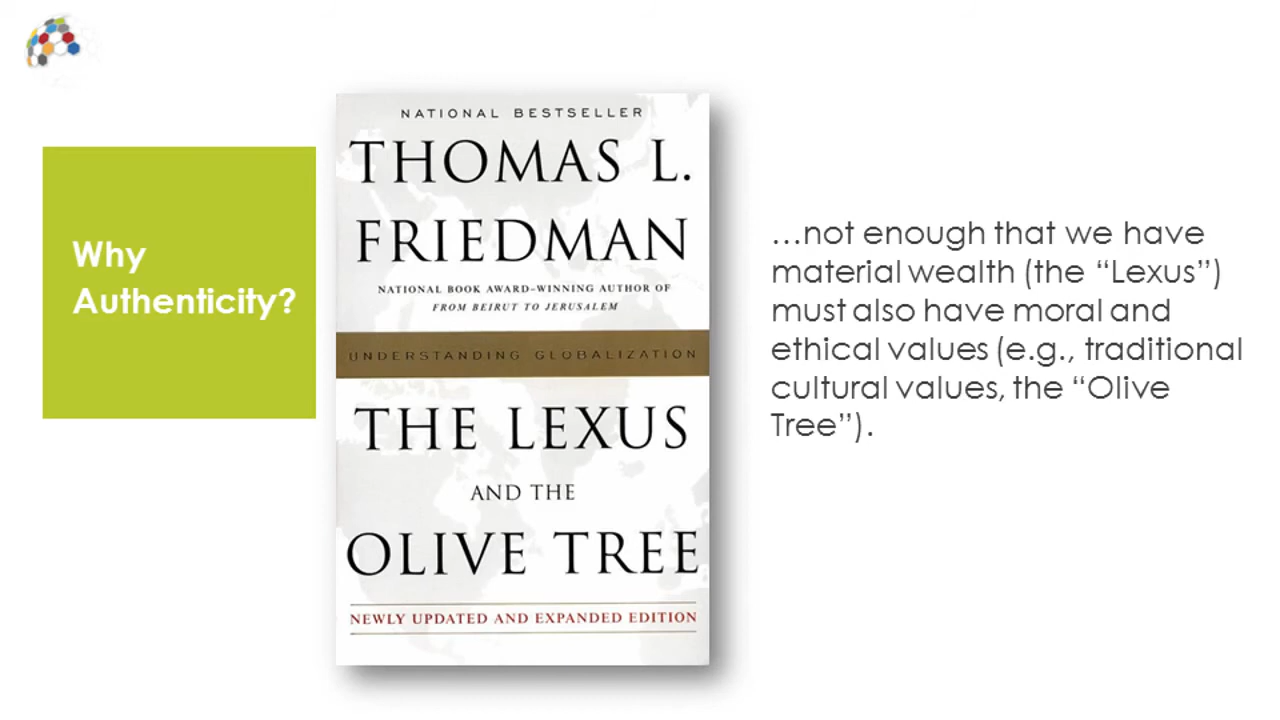 Why
Authenticity?
NATIONAL BESTSELLER
THOMAS L.
FRIEDMAN
NATIONAL BOOK AWARD–WINNING AUTHOR OF
FROM BEIRUT TO JERUSALEM
UNDERSTANDING GLOBALIZATION
THE LEXUS
AND THE
OLIVE TREE
NEWLY UPDATED AND EXPANDED EDITION
…not enough that we have
material wealth (the “Lexus”)
must also have moral and
ethical values (e.g., traditional
cultural values, the “Olive
Tree”).